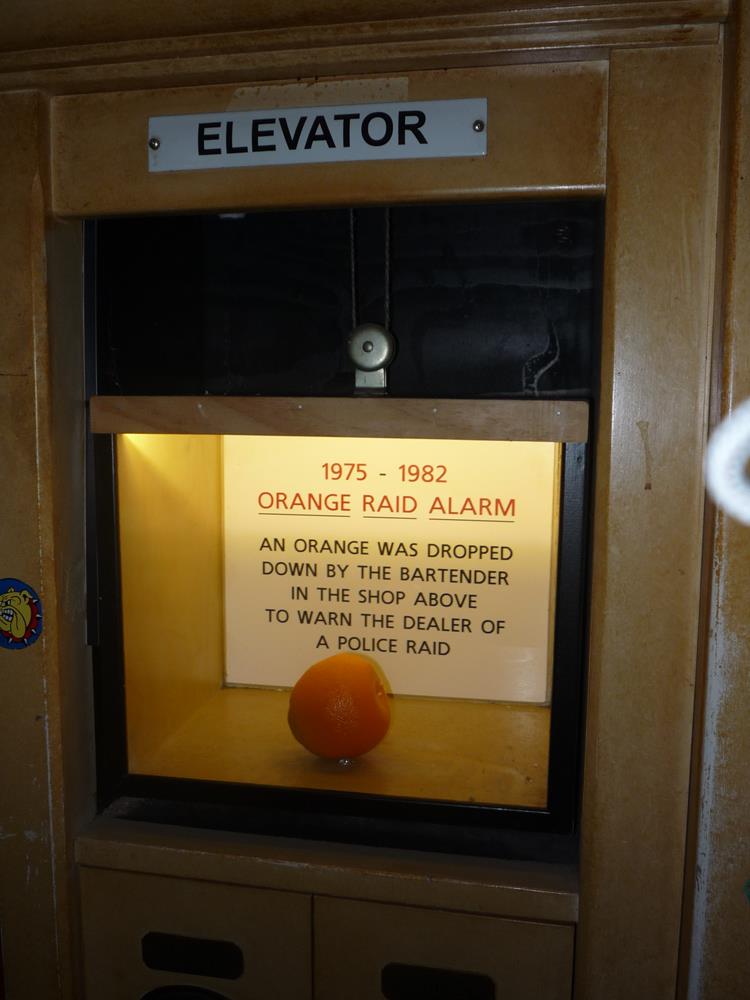 ELEVATOR
1975 - 1982
ORANGE RAID ALARM
AN ORANGE WAS DROPPED
DOWN BY THE BARTENDER
IN THE SHOP ABOVE
TO WARN THE DEALER OF
A POLICE RAID